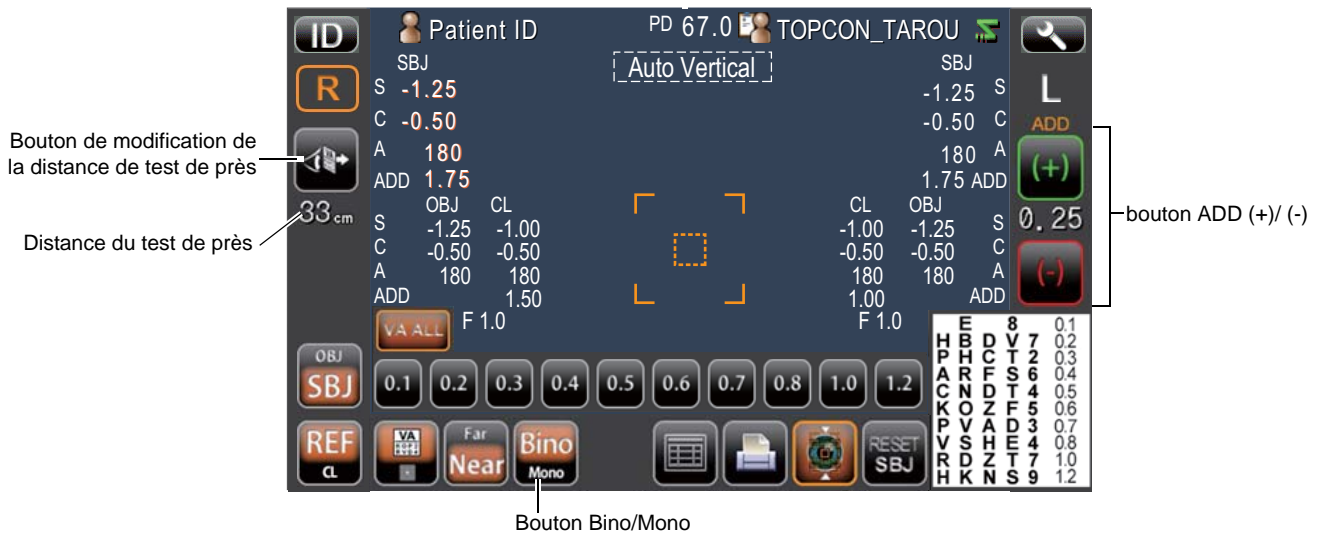 ID Patient ID PD 67.0 TOPCON_TAROU
R SBJ Auto Vertical SBJ L
S -1.25 -1.25 S
C -0.50 -0.50 C ADD
A 180 180 A (+)
ADD 1.75 1.75 ADD
OBJ CL CL OBJ
S -1.25 -1.00 -1.00 -1.25 S 0.25
C -0.50 -0.50 -0.50 -0.50 C
A 180 180 180 180 A (-)
ADD 1.50 1.00 ADD
VA ALL F 1.0 F 1.0
Bouton de modification de
la distance de test de près
33 cm
Distance du test de près
bouton ADD (+)/ (-)
OBJ
SBJ
0.1 0.2 0.3 0.4 0.5 0.6 0.7 0.8 1.0 1.2
E 8 0.1
H B D V 7 0.2
P H C T 2 0.3
A R F S 6 0.4
C N D T 4 0.5
K O Z F 5 0.6
P V A D 3 0.7
V S H E 4 0.8
R D Z T 7 1.0
H K N S 9 1.2
REF
CL
VA
Far
Near
Bino
Mono
RESET
SBJ
Bouton Bino/Mono